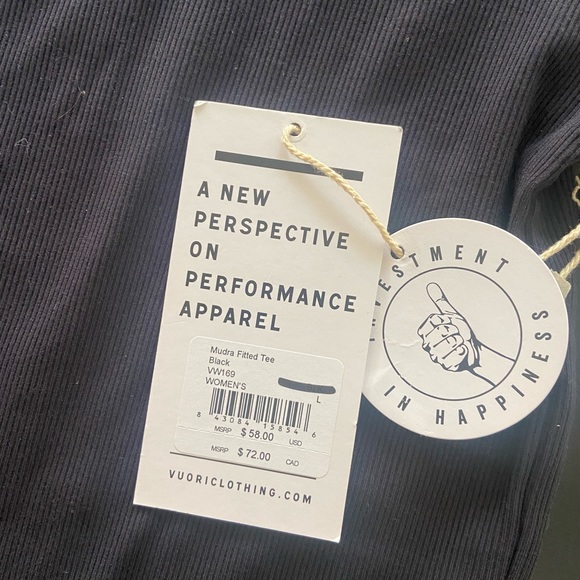 A NEW
PERSPECTIVE
ON
PERFORMANCE
APPAREL
Mudra Fitted Tee
Black
VW169
WOMEN'S
L
8 43084 15854 6
MSRP $ 58.00 USD
MSRP $ 72.00 CAD
VUORICLOTHING.COM
INVESTMENT
IN HAPPINESS